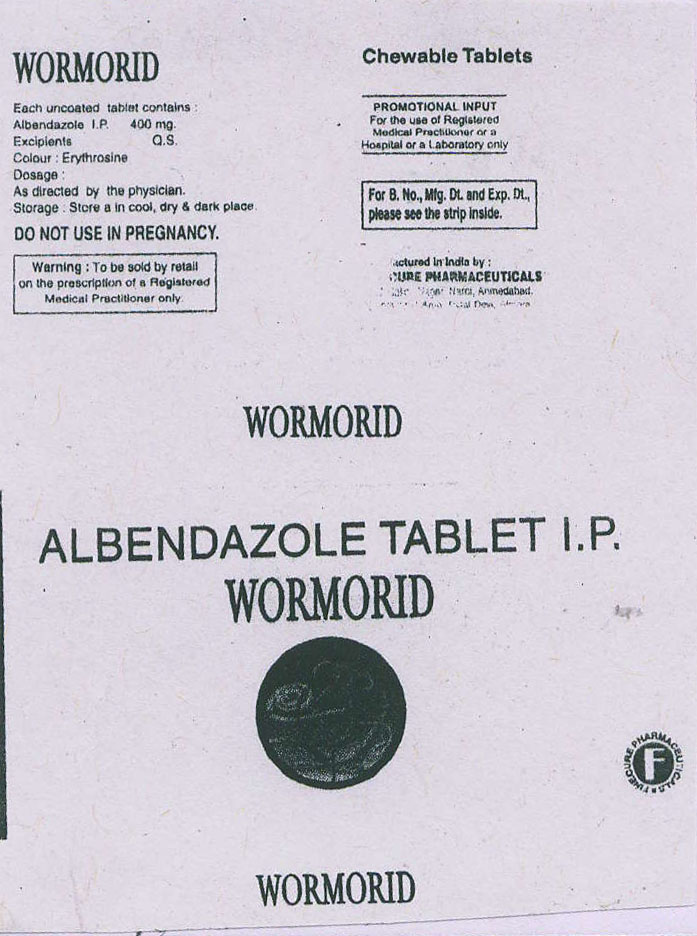 WORMORID
Each uncoated tablet contains :
Albendazole I.P. 400 mg.
Excipients Q.S.
Colour : Erythrosine
Dosage :
As directed by the physician.
Storage : Store a in cool, dry & dark place.
DO NOT USE IN PREGNANCY.
Warning : To be sold by retail
on the prescription of a Registered
Medical Practitioner only.
Chewable Tablets
PROMOTIONAL INPUT
For the use of Registered
Medical Practitioner or a
Hospital or a Laboratory only
For B. No., Mfg. Dt. and Exp. Dt.,
please see the strip inside.
in India by :
CURE PHARMACEUTICALS
Ahmedabad.
WORMORID
ALBENDAZOLE TABLET I.P.
WORMORID
F
PHARMACEUTICALS
WORMORID